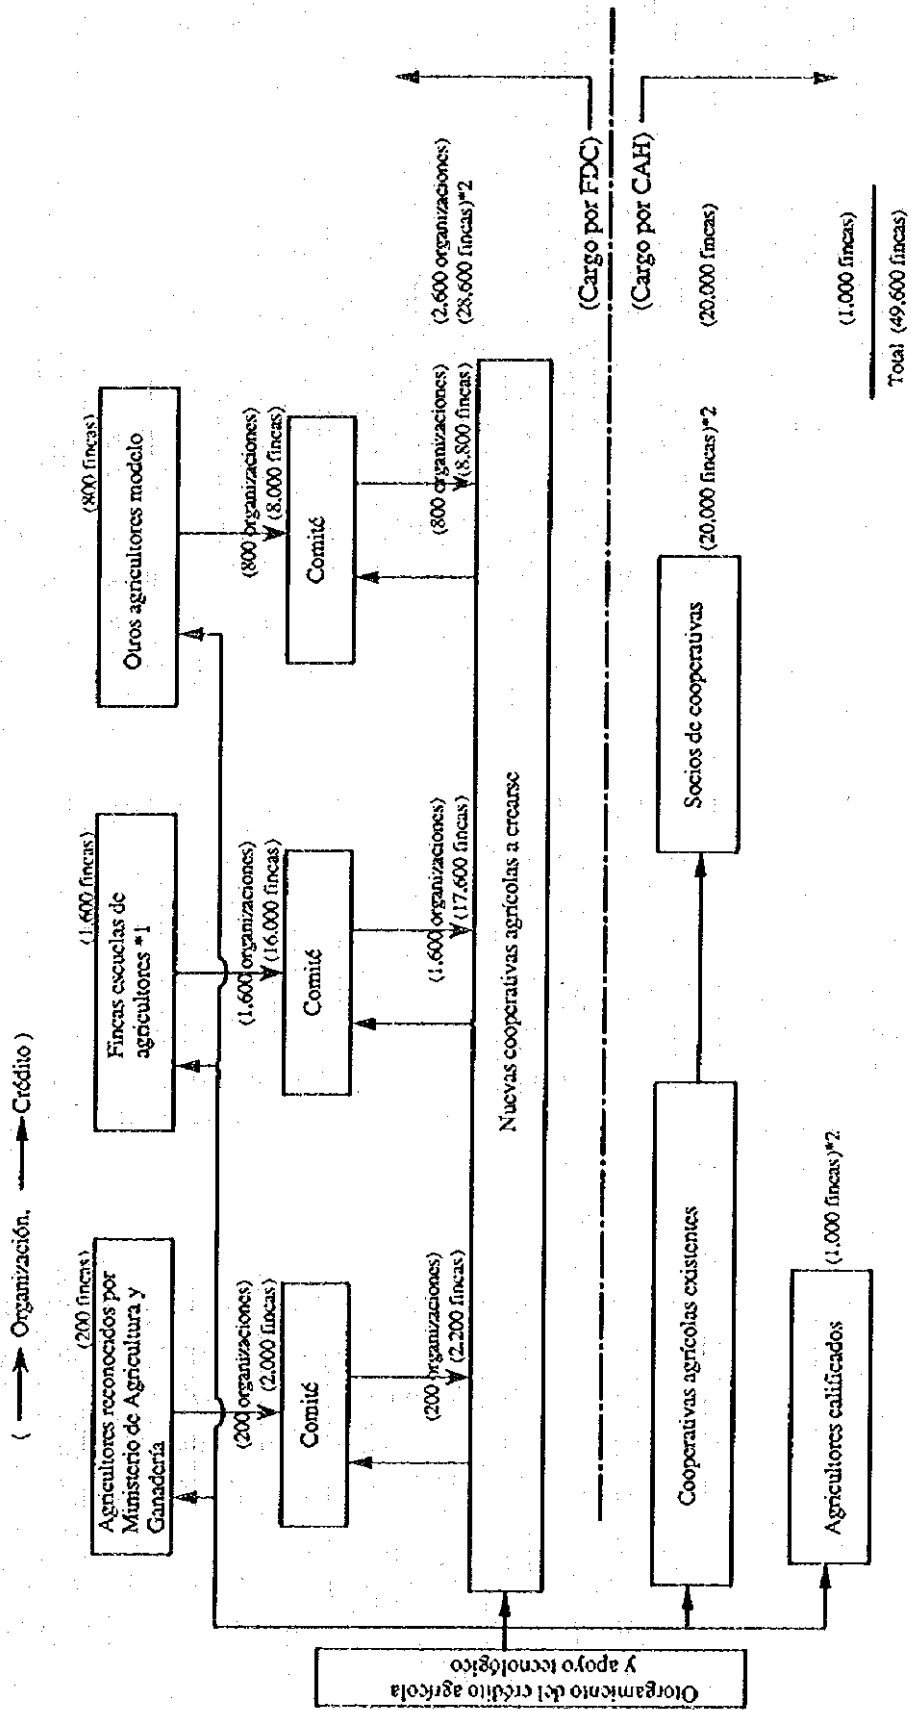 ( → Organización, → Crédito )
(200 fincas)
Agricultores reconocidos por
Ministerio de Agricultura y
Ganadería
(1.600 fincas)
Fincas escuelas de
agricultores *1
(800 fincas)
Otros agricultores modelo
(200 organizaciones)
(2.000 fincas)
Comité
(1.600 organizaciones)
(16.000 fincas)
Comité
(800 organizaciones)
(8.000 fincas)
Comité
(200 organizaciones)
(2.200 fincas)
(1.600 organizaciones)
(17.600 fincas)
(800 organizaciones)
(8.800 fincas)
(2.600 organizaciones)
(28,600 fincas)*2
Nuevas cooperativas agrícolas a crearse
Otorgamiento del crédito agrícola
y apoyo tecnológico
(Cargo por FDC)
(Cargo por CAH)
Cooperativas agrícolas existentes
Socios de cooperativas
(20,000 fincas)*2
(20.000 fincas)
Agricultores calificados
(1.000 fincas)*2
(1.000 fincas)
Total (49,600 fincas)